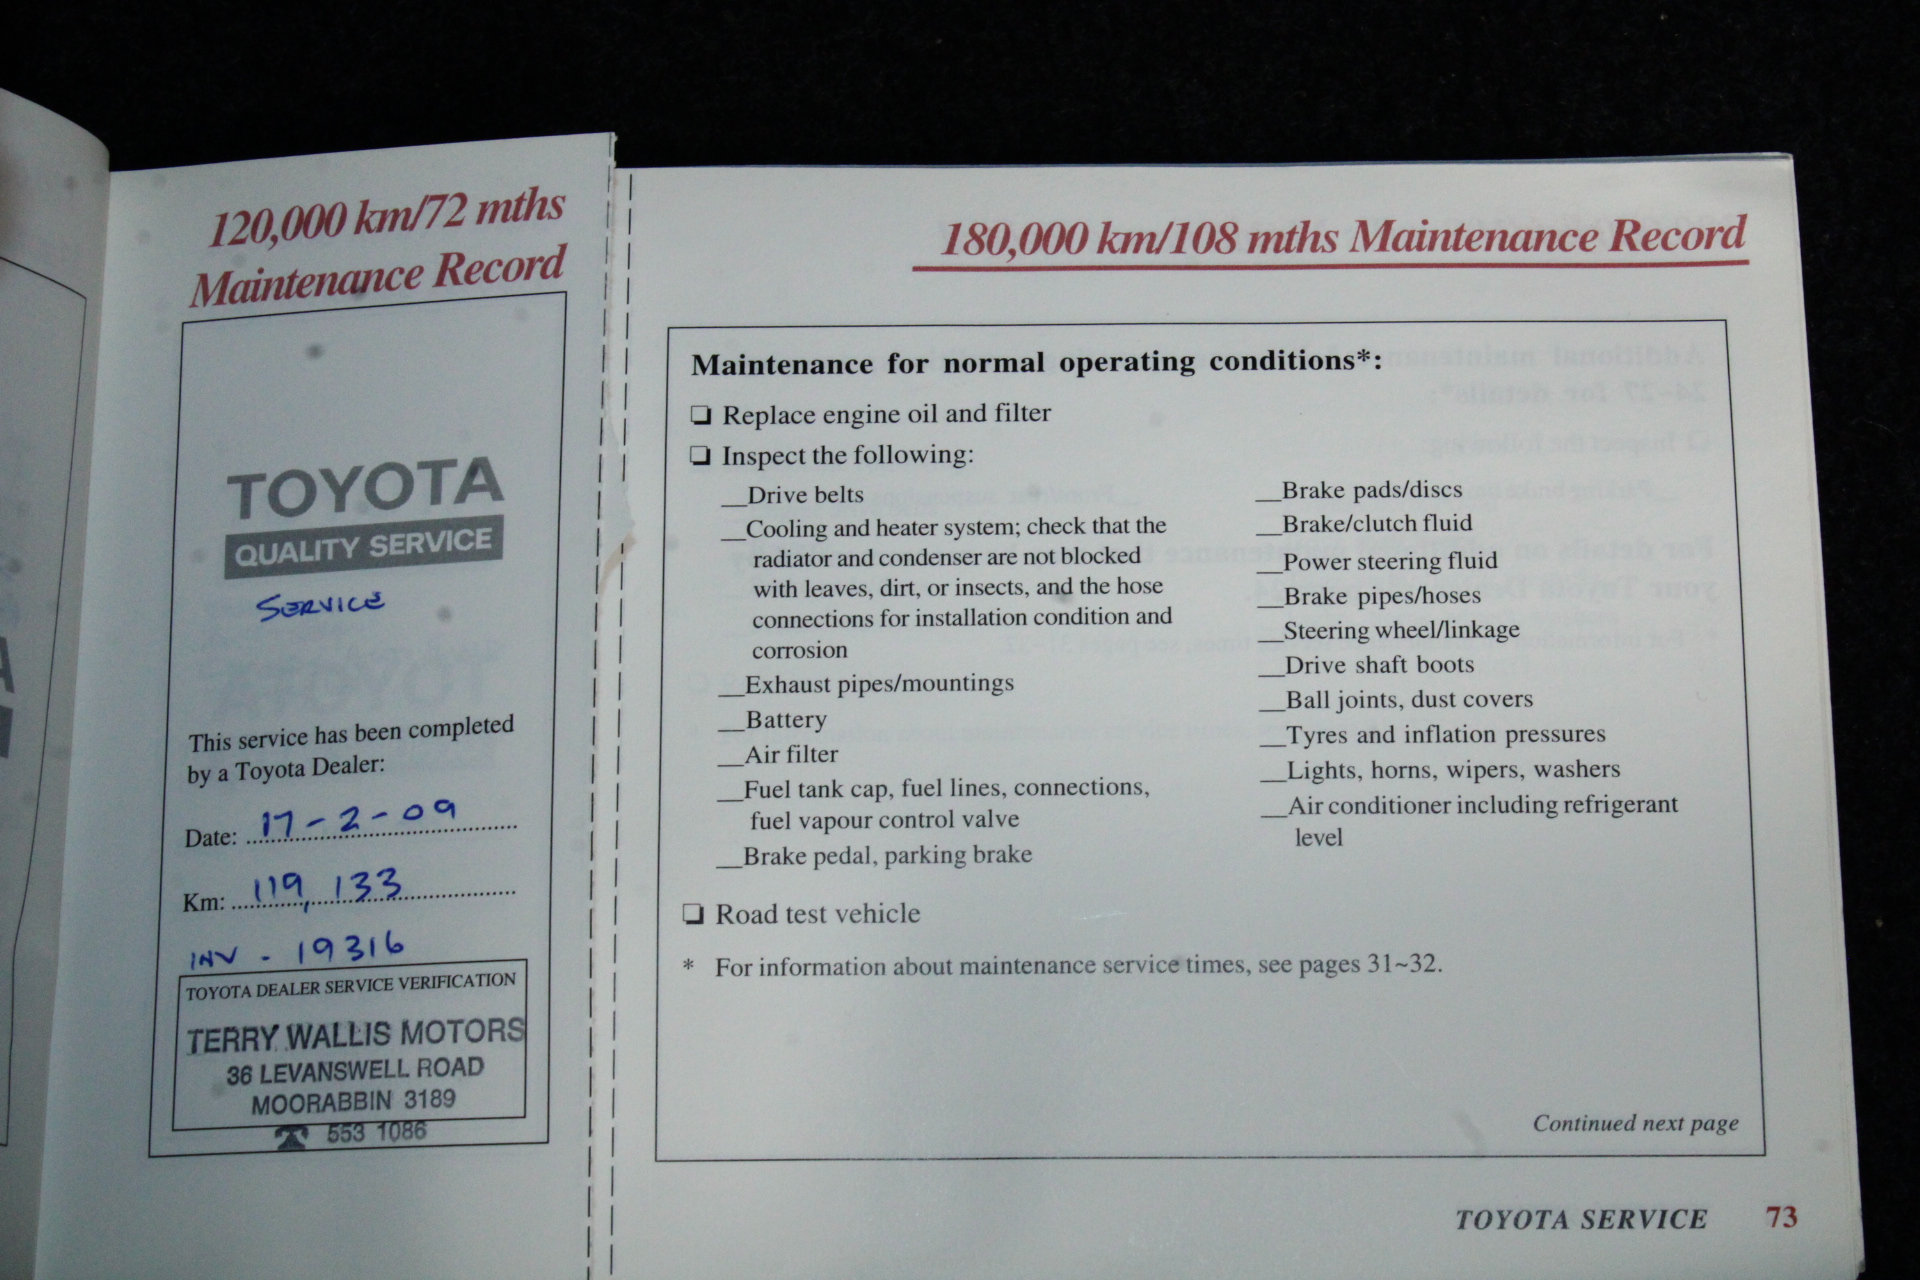 120,000 km/72 mths
Maintenance Record
TOYOTA
QUALITY SERVICE
SERVICE
This service has been completed
by a Toyota Dealer:
Date: 17-2-09
Km: 119,133
INV - 19316
TOYOTA DEALER SERVICE VERIFICATION
TERRY WALLIS MOTORS
36 LEVANSWELL ROAD
MOORABBIN 3189
☎ 553 1086
180,000 km/108 mths Maintenance Record
Maintenance for normal operating conditions*:
❏ Replace engine oil and filter
❏ Inspect the following:
__Drive belts
__Cooling and heater system; check that the
radiator and condenser are not blocked
with leaves, dirt, or insects, and the hose
connections for installation condition and
corrosion
__Exhaust pipes/mountings
__Battery
__Air filter
__Fuel tank cap, fuel lines, connections,
fuel vapour control valve
__Brake pedal, parking brake
__Brake pads/discs
__Brake/clutch fluid
__Power steering fluid
__Brake pipes/hoses
__Steering wheel/linkage
__Drive shaft boots
__Ball joints, dust covers
__Tyres and inflation pressures
__Lights, horns, wipers, washers
__Air conditioner including refrigerant
level
❏ Road test vehicle
* For information about maintenance service times, see pages 31~32.
Continued next page
TOYOTA SERVICE 73